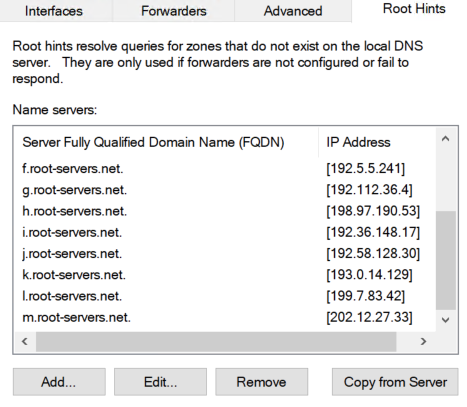 Interfaces Forwarders Advanced Root Hints
Root hints resolve queries for zones that do not exist on the local DNS
server. They are only used if forwarders are not configured or fail to
respond.
Name servers:
Server Fully Qualified Domain Name (FQDN) IP Address
f.root-servers.net. [192.5.5.241]
g.root-servers.net. [192.112.36.4]
h.root-servers.net. [198.97.190.53]
i.root-servers.net. [192.36.148.17]
j.root-servers.net. [192.58.128.30]
k.root-servers.net. [193.0.14.129]
l.root-servers.net. [199.7.83.42]
m.root-servers.net. [202.12.27.33]
Add... Edit... Remove Copy from Server